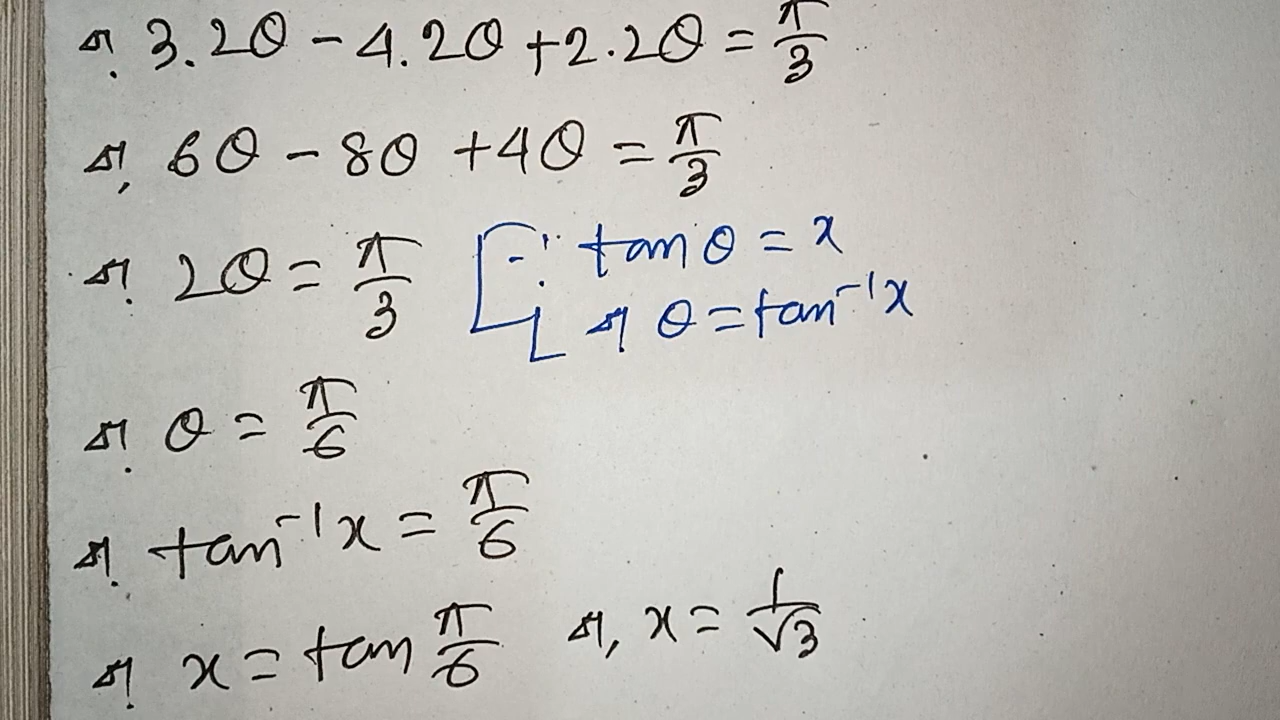 বা, 3.2θ - 4.2θ + 2.2θ = π/3
বা, 6θ - 8θ + 4θ = π/3
বা, 2θ = π/3 [∵ tan θ = x
বা θ = tan⁻¹x
বা, θ = π/6
বা, tan⁻¹x = π/6
বা x = tan π/6 বা, x = 1/√3